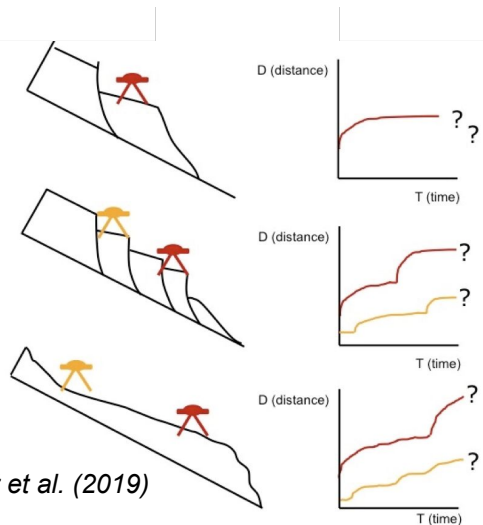 D (distance)
?
?
T (time)
D (distance)
?
?
T (time)
D (distance)
?
?
T (time)
et al. (2019)